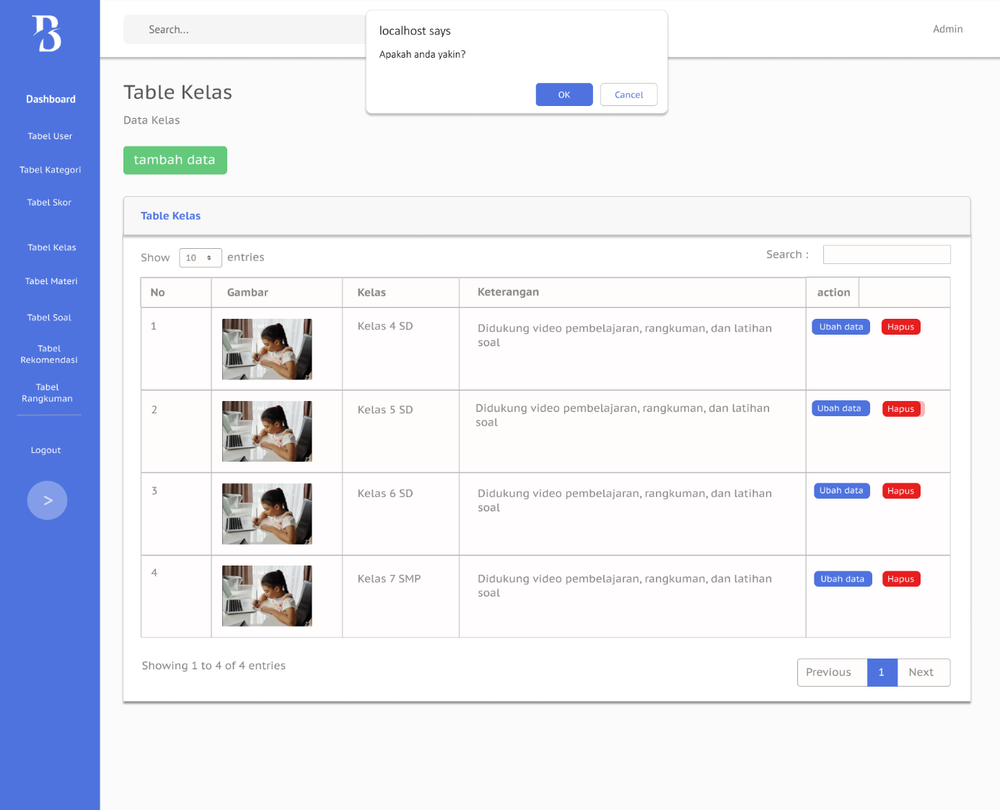 B
Search...
localhost says
Apakah anda yakin?
OK
Cancel
Admin
Dashboard
Tabel User
Tabel Kategori
Tabel Skor
Tabel Kelas
Tabel Materi
Tabel Soal
Tabel
Rekomendasi
Tabel
Rangkuman
Logout
>
Table Kelas
Data Kelas
tambah data
Table Kelas
Show 10 entries
Search :
No Gambar Kelas Keterangan action
1 Kelas 4 SD Didukung video pembelajaran, rangkuman, dan latihan
soal
Ubah data Hapus
2 Kelas 5 SD Didukung video pembelajaran, rangkuman, dan latihan
soal
Ubah data Hapus
3 Kelas 6 SD Didukung video pembelajaran, rangkuman, dan latihan
soal
Ubah data Hapus
4 Kelas 7 SMP Didukung video pembelajaran, rangkuman, dan latihan
soal
Ubah data Hapus
Showing 1 to 4 of 4 entries
Previous 1 Next